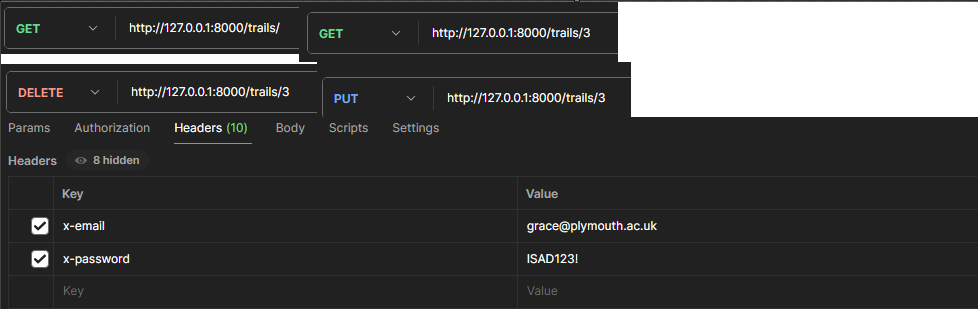 GET http://127.0.0.1:8000/trails/
GET http://127.0.0.1:8000/trails/3
DELETE http://127.0.0.1:8000/trails/3
PUT http://127.0.0.1:8000/trails/3
Params Authorization Headers (10) Body Scripts Settings
Headers 8 hidden
Key Value
x-email grace@plymouth.ac.uk
x-password ISAD123!
Key Value